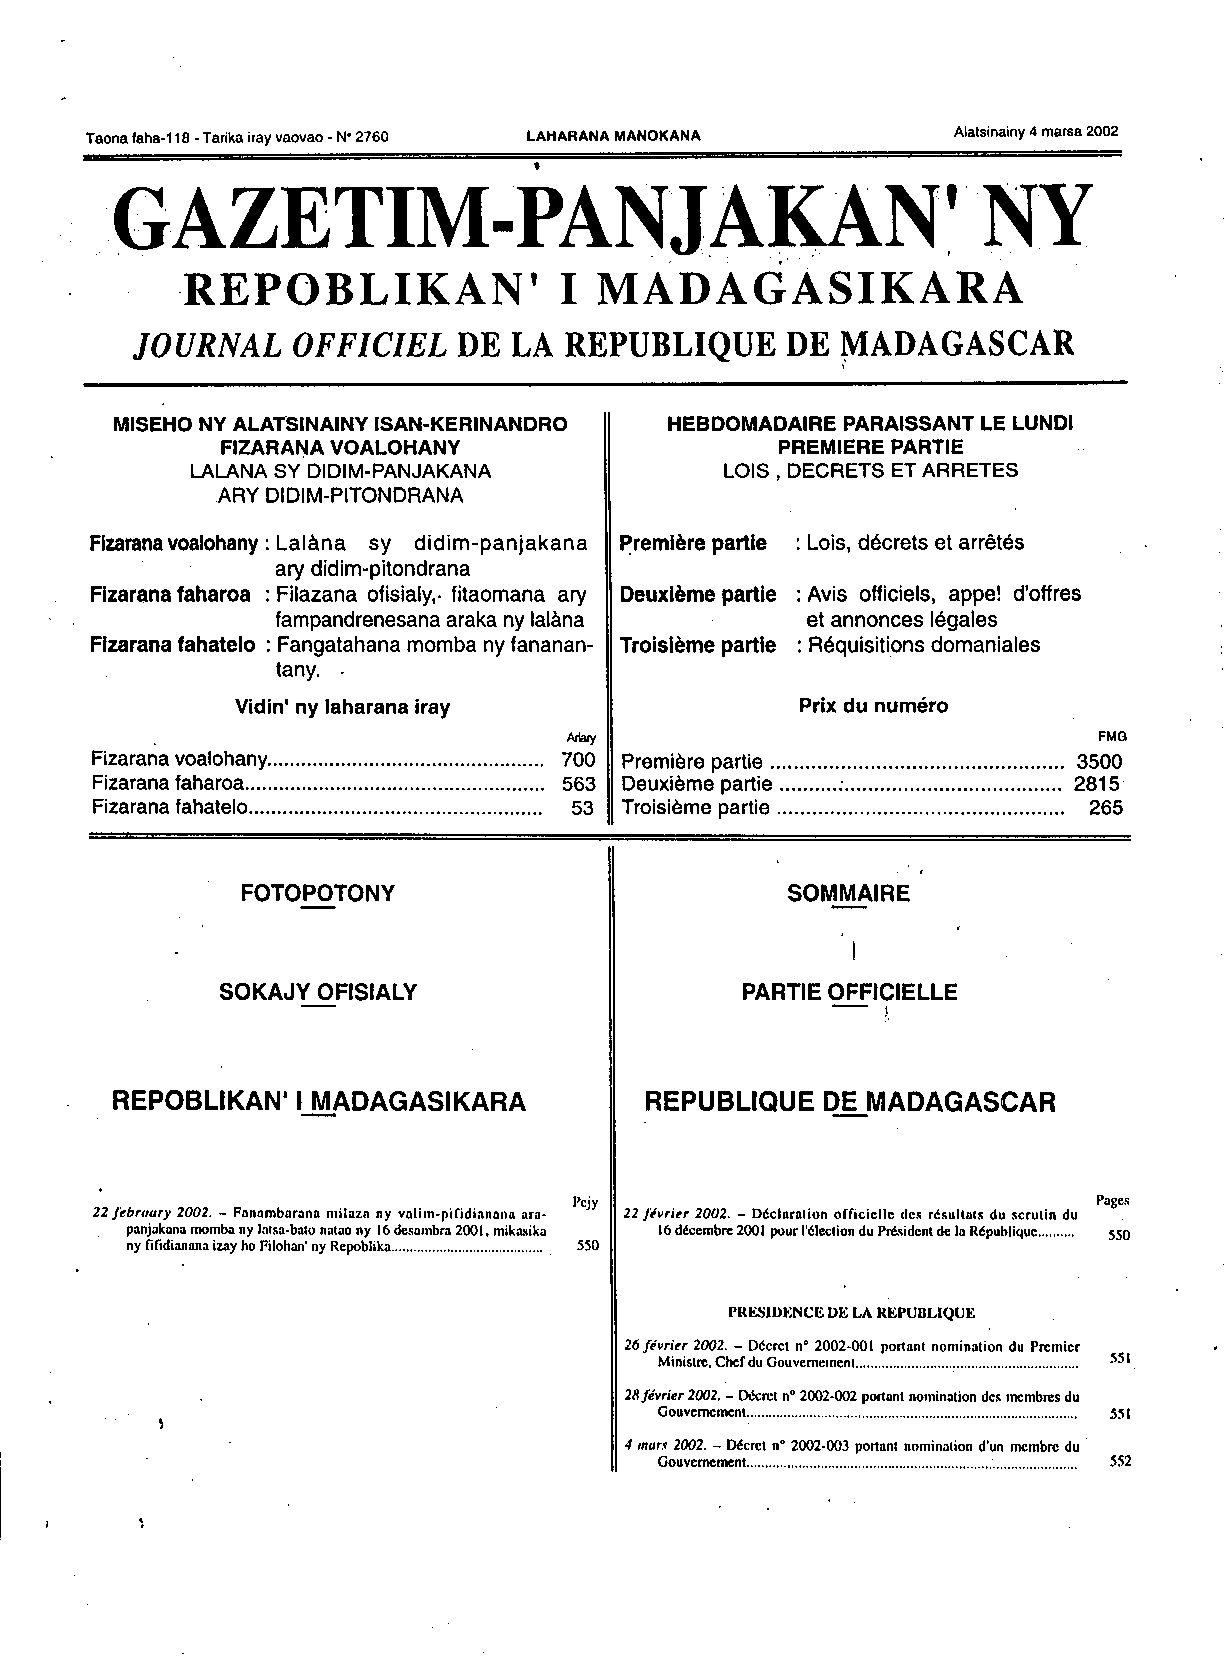 Taona faha-118 - Tarika iray vaovao - N° 2760
LAHARANA MANOKANA
Alatsinainy 4 marsa 2002
GAZETIM-PANJAKAN' NY
REPOBLIKAN' I MADAGASIKARA
JOURNAL OFFICIEL DE LA REPUBLIQUE DE MADAGASCAR
MISEHO NY ALATSINAINY ISAN-KERINANDRO
FIZARANA VOALOHANY
LALANA SY DIDIM-PANJAKANA
ARY DIDIM-PITONDRANA
Fizarana voalohany : Lalàna sy didim-panjakana
ary didim-pitondrana
Fizarana faharoa : Filazana ofisialy, fitaomana ary
fampandrenesana araka ny lalàna
Fizarana fahatelo : Fangatahana momba ny fananan-
tany.
Vidin' ny laharana iray
Ariary
Fizarana voalohany............................................... 700
Fizarana faharoa................................................... 563
Fizarana fahatelo.................................................. 53
HEBDOMADAIRE PARAISSANT LE LUNDI
PREMIERE PARTIE
LOIS , DECRETS ET ARRETES
Première partie : Lois, décrets et arrêtés
Deuxième partie : Avis officiels, appel d'offres
et annonces légales
Troisième partie : Réquisitions domaniales
Prix du numéro
FMG
Première partie .................................................. 3500
Deuxième partie ................................................ 2815
Troisième partie ................................................. 265
FOTOPOTONY
SOKAJY OFISIALY
REPOBLIKAN' I MADAGASIKARA
Pejy
22 february 2002. – Fanambarana milaza ny valim-pifidianana ara-
panjakana momba ny latsa-bato natao ny 16 desambra 2001, mikasika
ny fifidianana izay ho Filohan' ny Repoblika......................................... 550
SOMMAIRE
PARTIE OFFICIELLE
REPUBLIQUE DE MADAGASCAR
Pages
22 février 2002. – Déclaration officielle des résultats du scrutin du
16 décembre 2001 pour l'élection du Président de la République.......... 550
PRESIDENCE DE LA REPUBLIQUE
26 février 2002. – Décret n° 2002-001 portant nomination du Premier
Ministre, Chef du Gouvernement............................................................ 551
28 février 2002. – Décret n° 2002-002 portant nomination des membres du
Gouvernement........................................................................................ 551
4 mars 2002. – Décret n° 2002-003 portant nomination d'un membre du
Gouvernement........................................................................................ 552